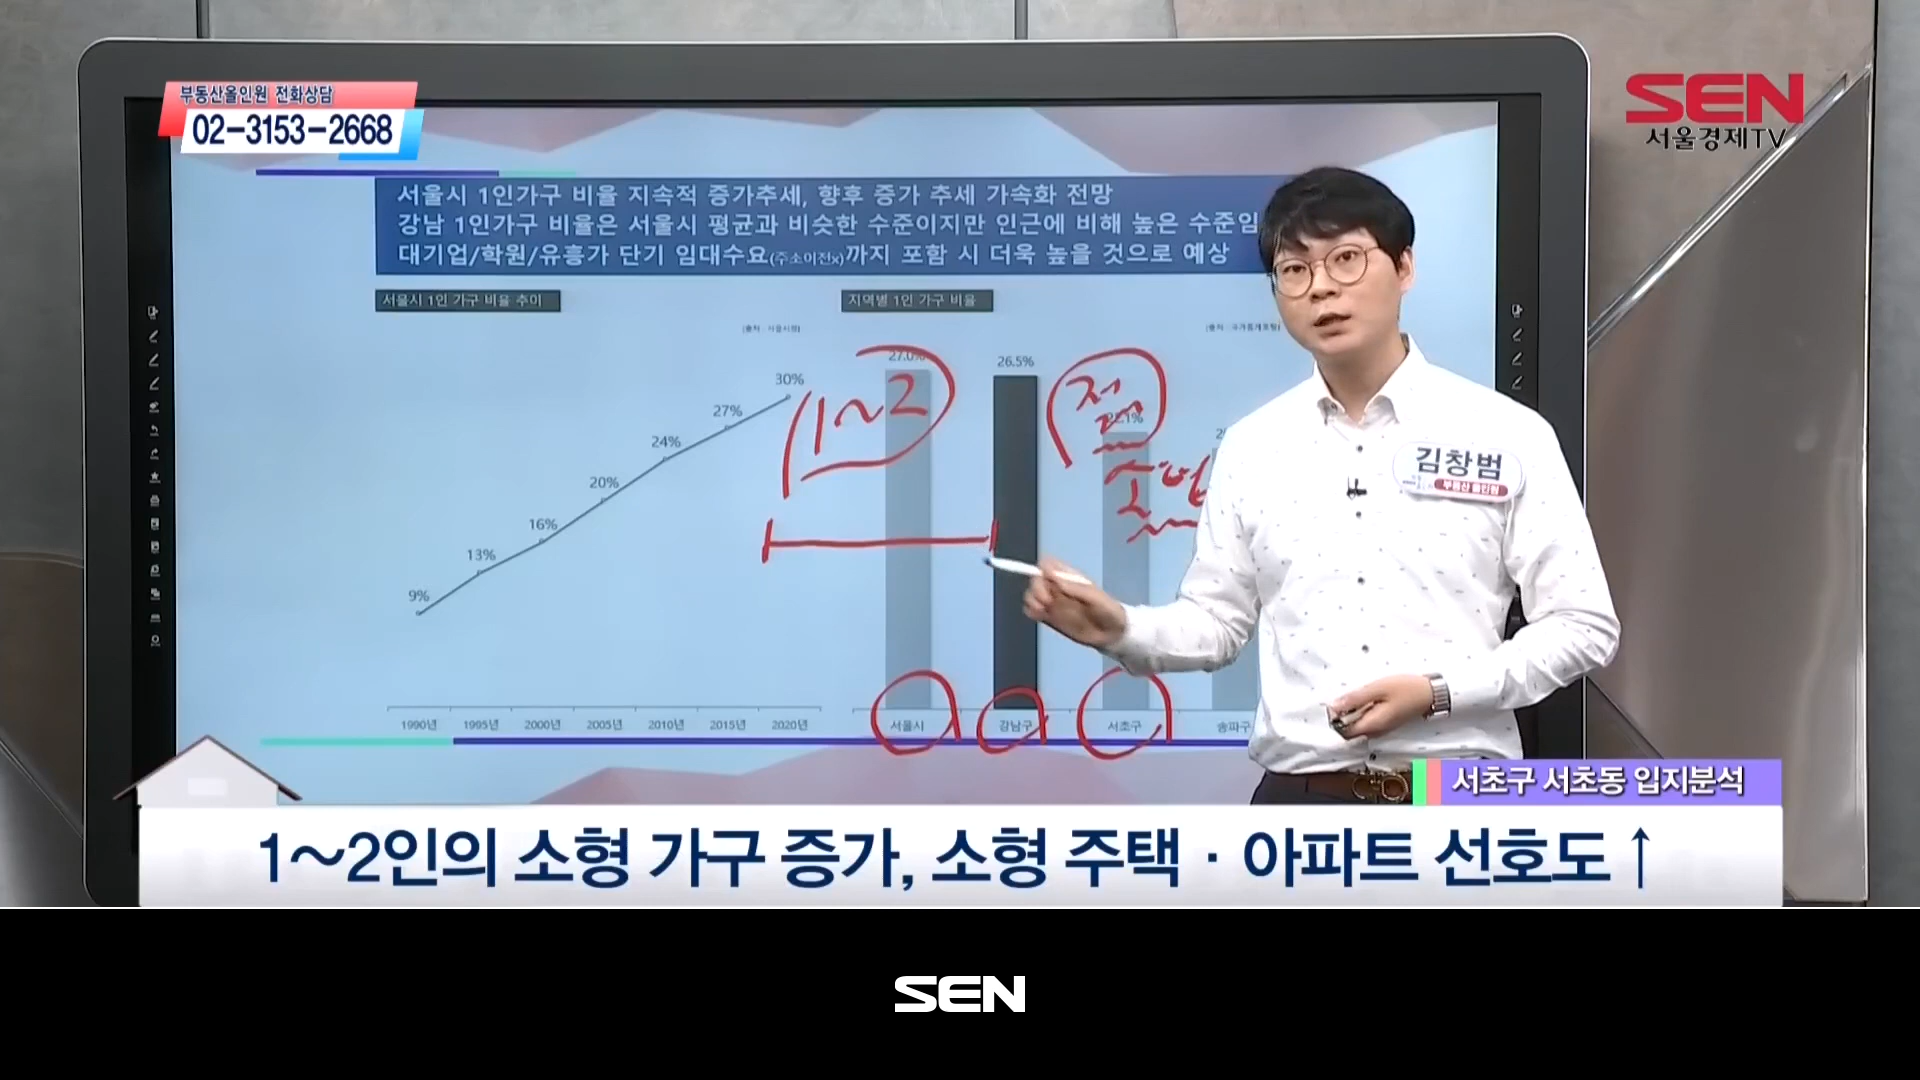 부동산올인원 전화상담
02-3153-2668
SEN
서울경제TV
서울시 1인가구 비율 지속적 증가추세, 향후 증가 추세 가속화 전망
강남 1인가구 비율은 서울시 평균과 비슷한 수준이지만 인근에 비해 높은 수준임
대기업/학원/유흥가 단기 임대수요(주소이전x)까지 포함 시 더욱 높을 것으로 예상
서울시 1인 가구 비율 추이
지역별 1인 가구 비율
9%
13%
16%
20%
24%
27%
30%
27.0%
26.5%
1~2
1990년 1995년 2000년 2005년 2010년 2015년 2020년
서울시 강남구 서초구 송파구
김창범
부동산 올인원
서초구 서초동 입지분석
1~2인의 소형 가구 증가, 소형 주택 · 아파트 선호도↑
SEN